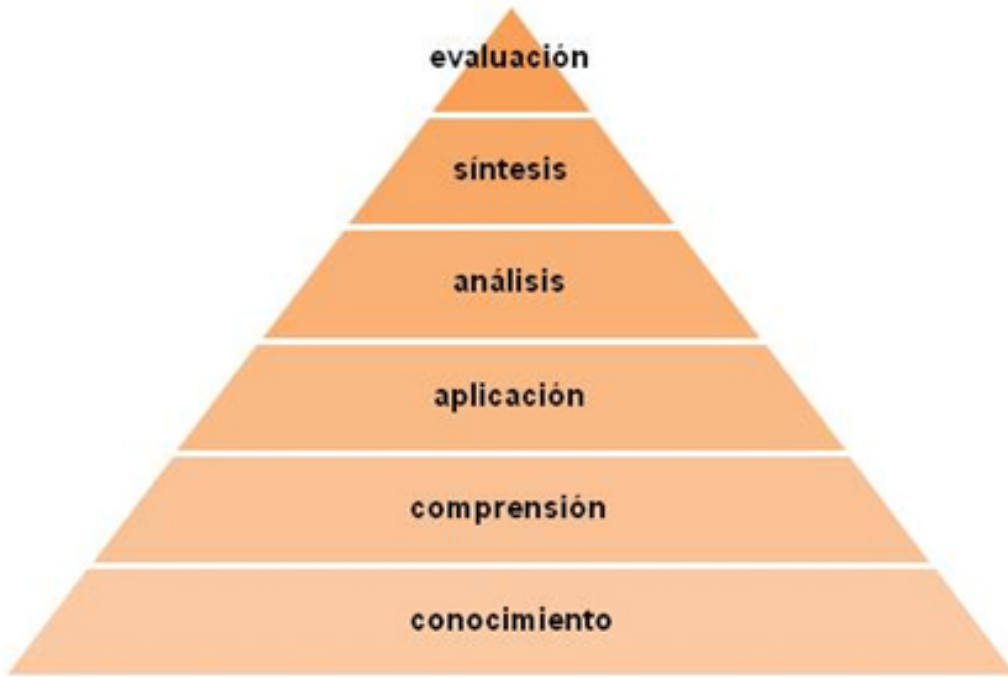 evaluación
síntesis
análisis
aplicación
comprensión
conocimiento